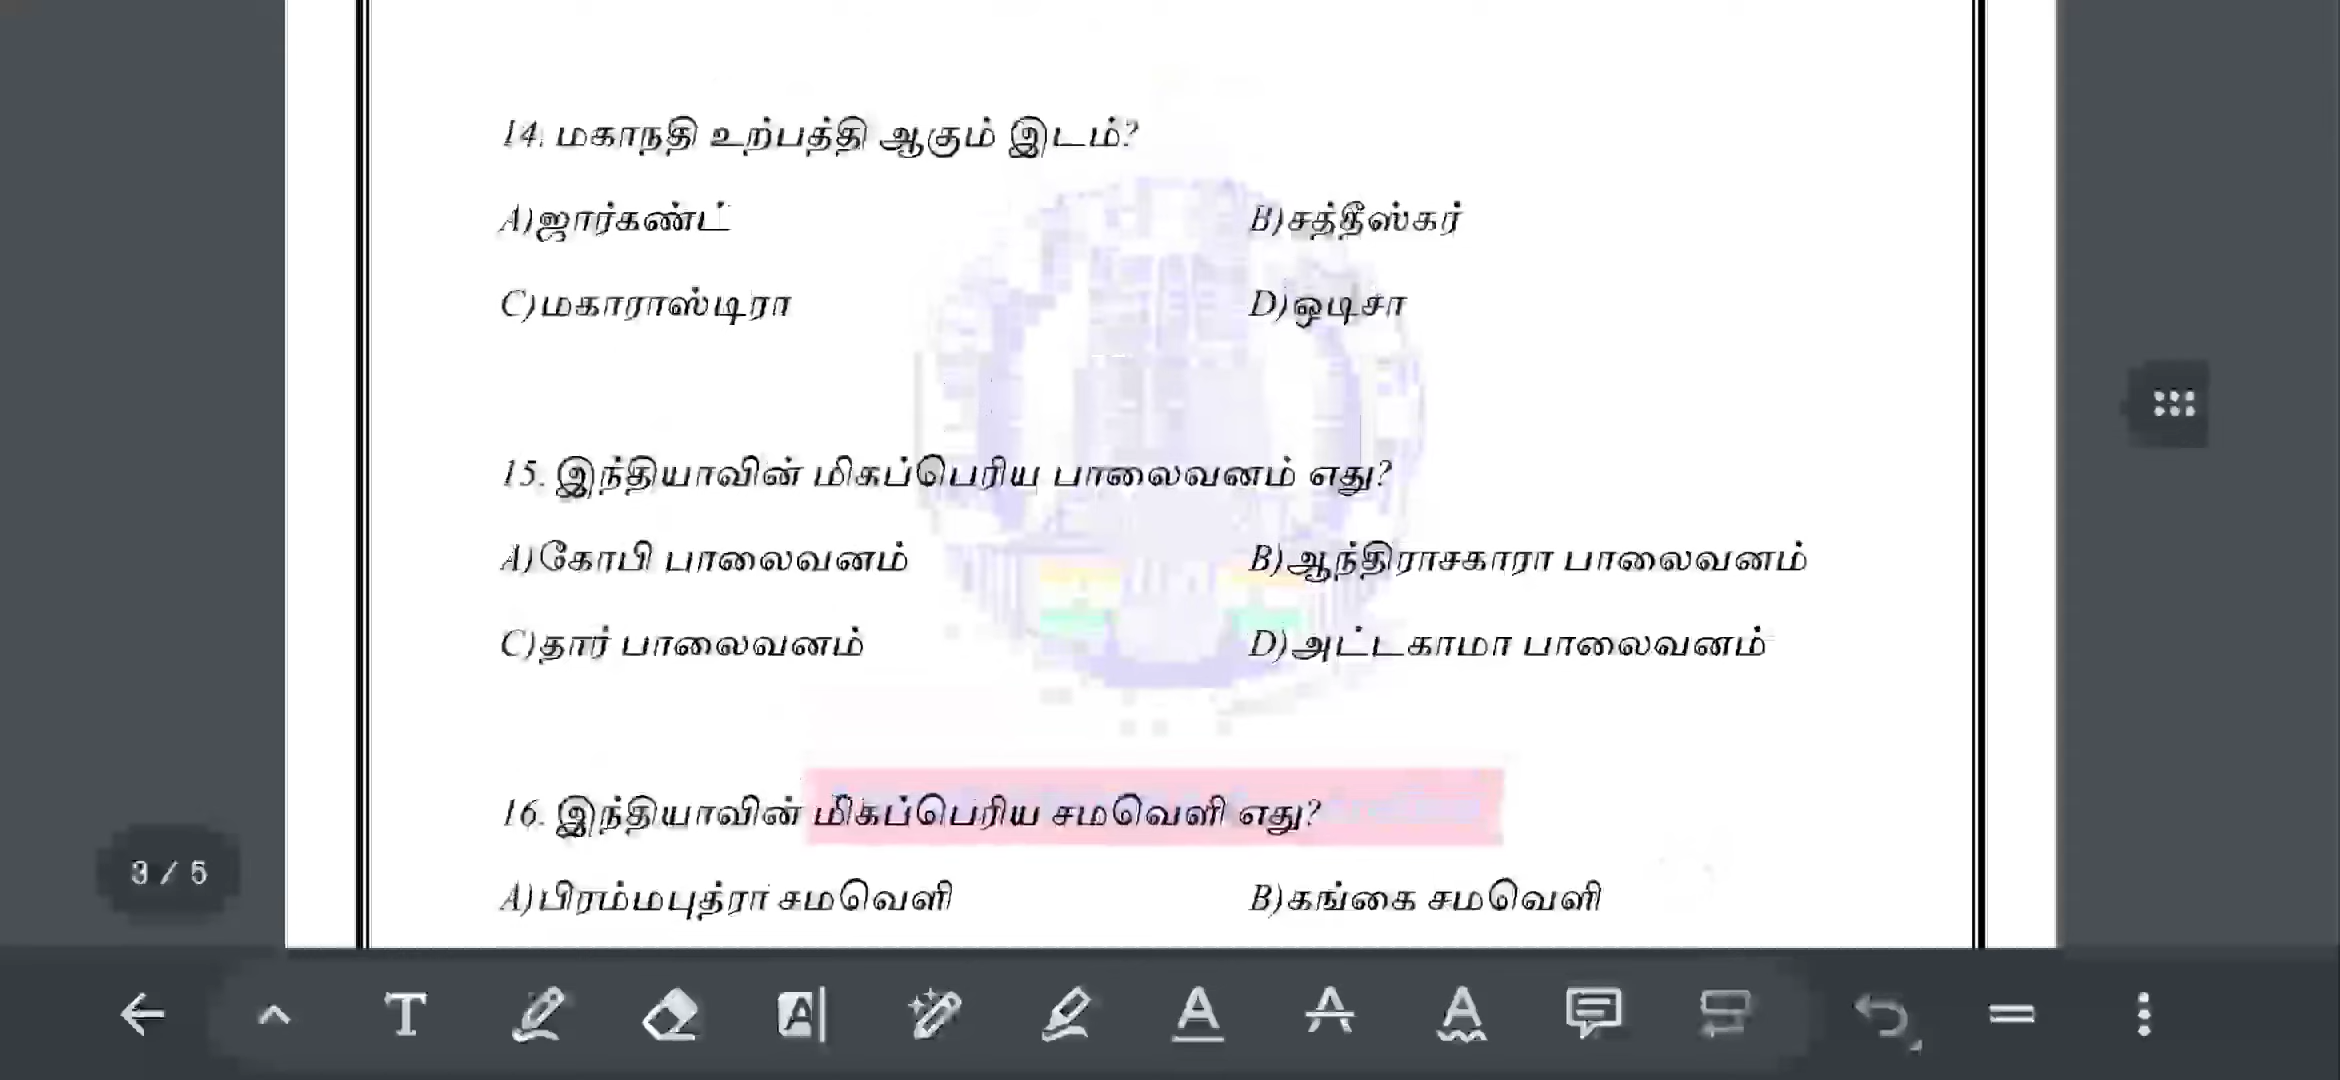 14. மகாநதி உற்பத்தி ஆகும் இடம்?
A)ஜார்கண்ட் B)சத்தீஸ்கர்
C)மகாராஸ்டிரா D)ஒடிசா
15. இந்தியாவின் மிகப்பெரிய பாலைவனம் எது?
A)கோபி பாலைவனம் B)ஆந்திராசகாரா பாலைவனம்
C)தார் பாலைவனம் D)அட்டகாமா பாலைவனம்
16. இந்தியாவின் மிகப்பெரிய சமவெளி எது?
3 / 5
A)பிரம்மபுத்ரா சமவெளி B)கங்கை சமவெளி